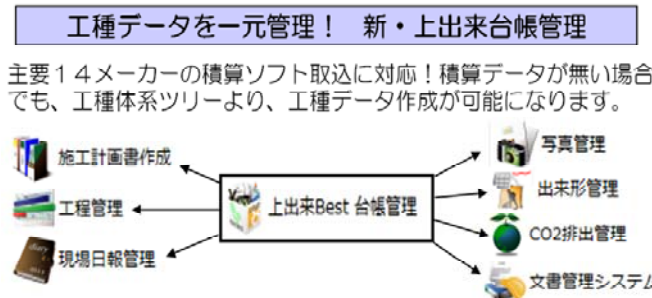 工種データを一元管理！　新・上出来台帳管理
主要１４メーカーの積算ソフト取込に対応！積算データが無い場合
でも、工種体系ツリーより、工種データ作成が可能になります。
施工計画書作成
工程管理
現場日報管理
上出来Best 台帳管理
写真管理
出来形管理
CO2排出管理
文書管理システム